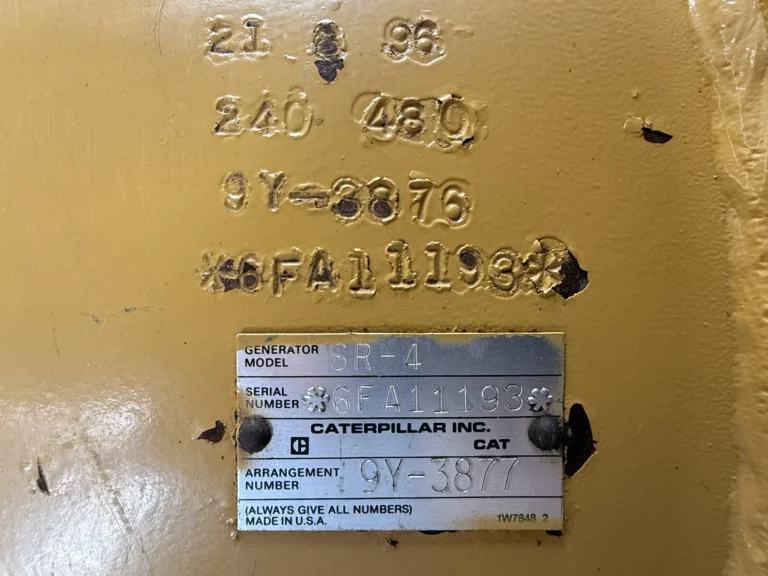 21 8 96
240 480
9Y-3876
*6FA11193*
GENERATOR MODEL SR-4
SERIAL NUMBER *6FA11193*
CATERPILLAR INC.
C CAT
ARRANGEMENT NUMBER 9Y-3877
(ALWAYS GIVE ALL NUMBERS)
MADE IN U.S.A. 1W7848 2